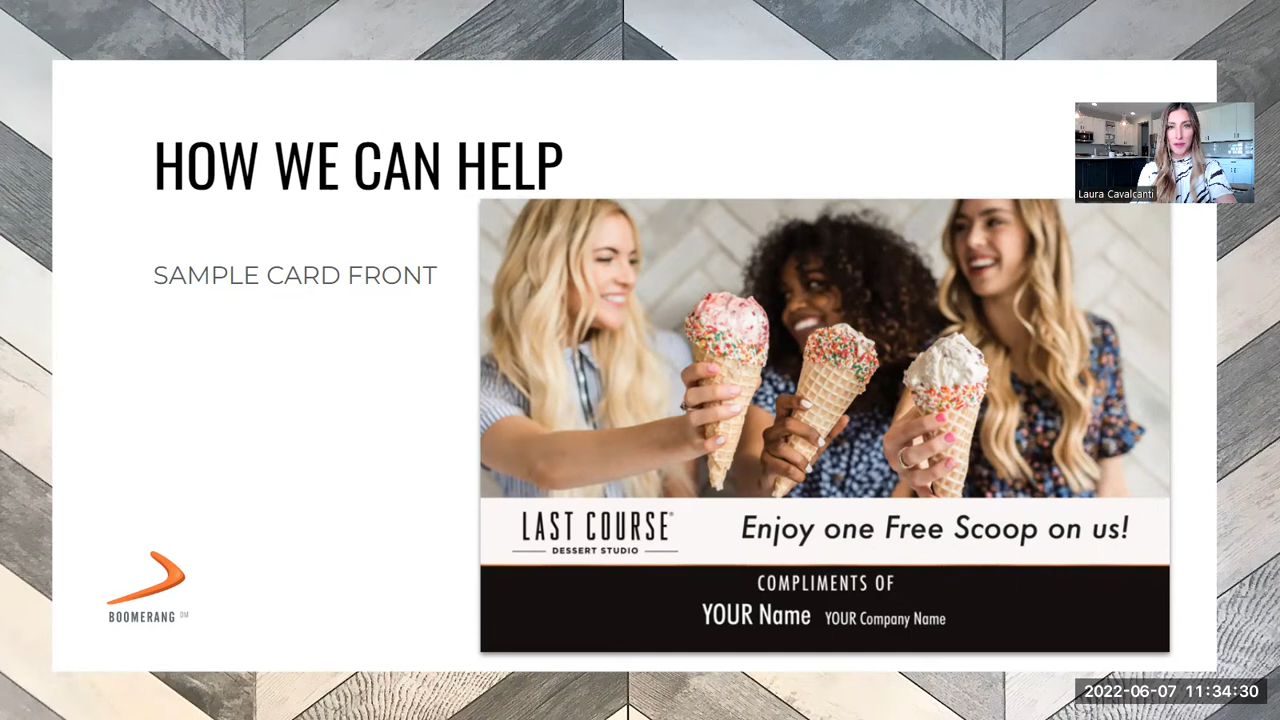 HOW WE CAN HELP
Laura Cavalcanti
SAMPLE CARD FRONT
LAST COURSE®
DESSERT STUDIO
Enjoy one Free Scoop on us!
COMPLIMENTS OF
YOUR Name YOUR Company Name
BOOMERANG DM
2022-06-07 11:34:30